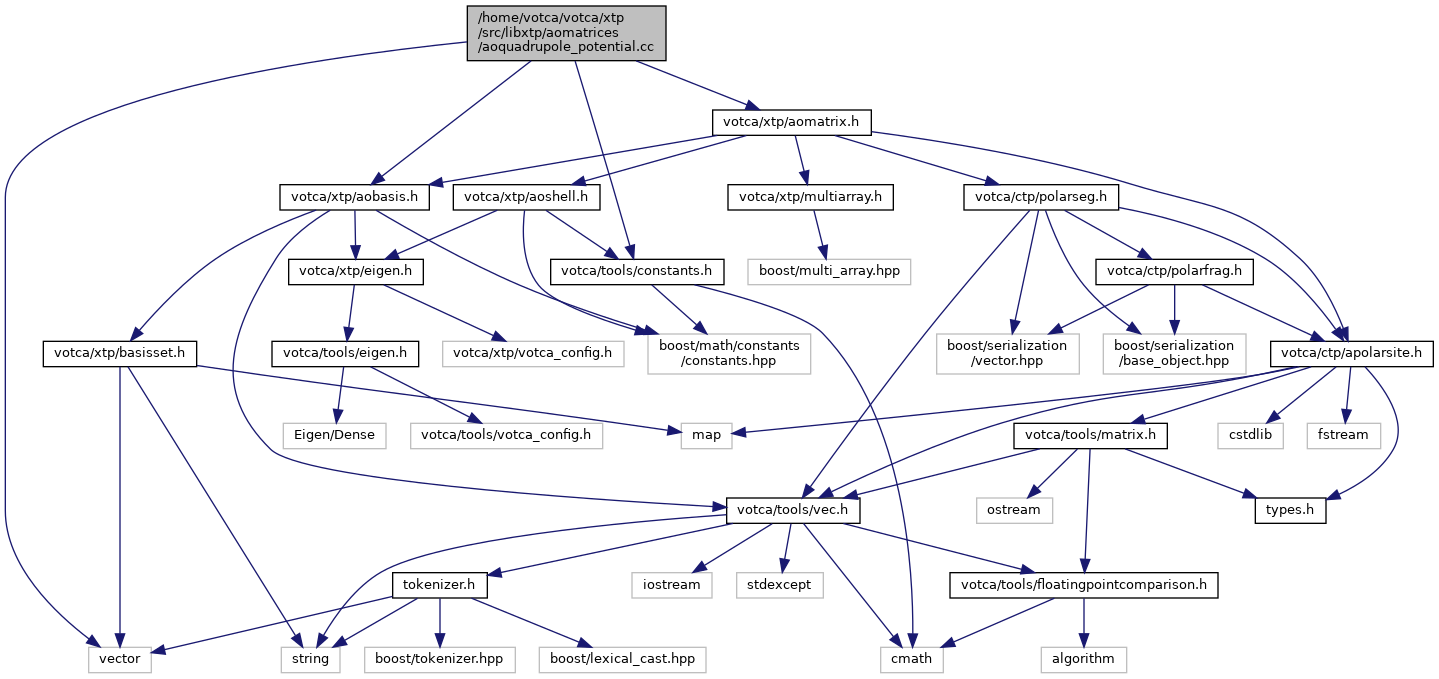 /home/votca/votca/xtp
/src/libxtp/aomatrices
/aoquadrupole_potential.cc
votca/xtp/aomatrix.h
votca/xtp/aobasis.h
votca/xtp/aoshell.h
votca/xtp/multiarray.h
votca/ctp/polarseg.h
votca/xtp/eigen.h
votca/tools/constants.h
boost/multi_array.hpp
votca/ctp/polarfrag.h
votca/xtp/basisset.h
votca/tools/eigen.h
votca/xtp/votca_config.h
boost/math/constants
/constants.hpp
boost/serialization
/vector.hpp
boost/serialization
/base_object.hpp
votca/ctp/apolarsite.h
Eigen/Dense
votca/tools/votca_config.h
map
votca/tools/matrix.h
cstdlib
fstream
votca/tools/vec.h
ostream
types.h
tokenizer.h
iostream
stdexcept
votca/tools/floatingpointcomparison.h
vector
string
boost/tokenizer.hpp
boost/lexical_cast.hpp
cmath
algorithm